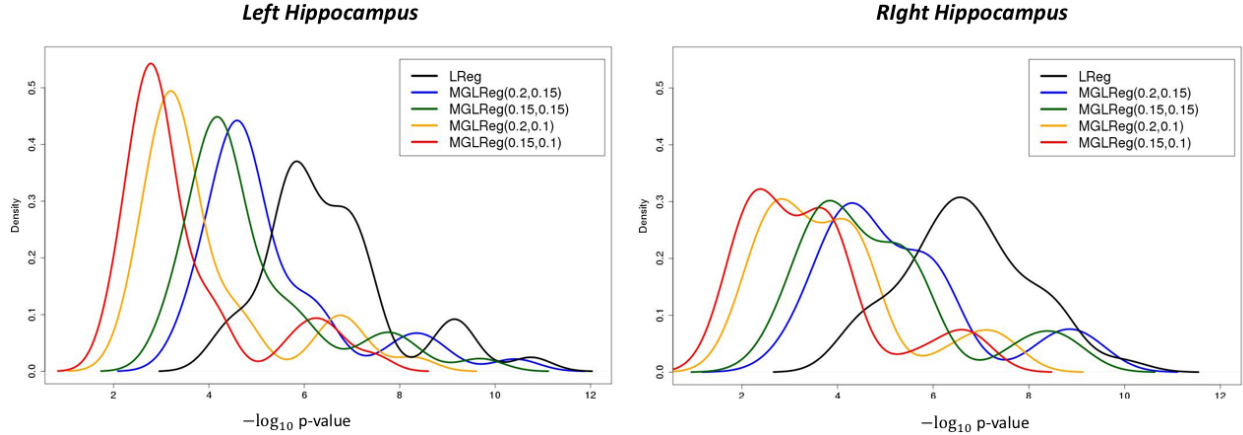 Left Hippocampus
RIght Hippocampus
LReg
MGLReg(0.2,0.15)
MGLReg(0.15,0.15)
MGLReg(0.2,0.1)
MGLReg(0.15,0.1)
Density
0.0
0.1
0.2
0.3
0.4
0.5
2
4
6
8
10
12
−log₁₀ p-value
LReg
MGLReg(0.2,0.15)
MGLReg(0.15,0.15)
MGLReg(0.2,0.1)
MGLReg(0.15,0.1)
Density
0.0
0.1
0.2
0.3
0.4
0.5
2
4
6
8
10
12
−log₁₀ p-value